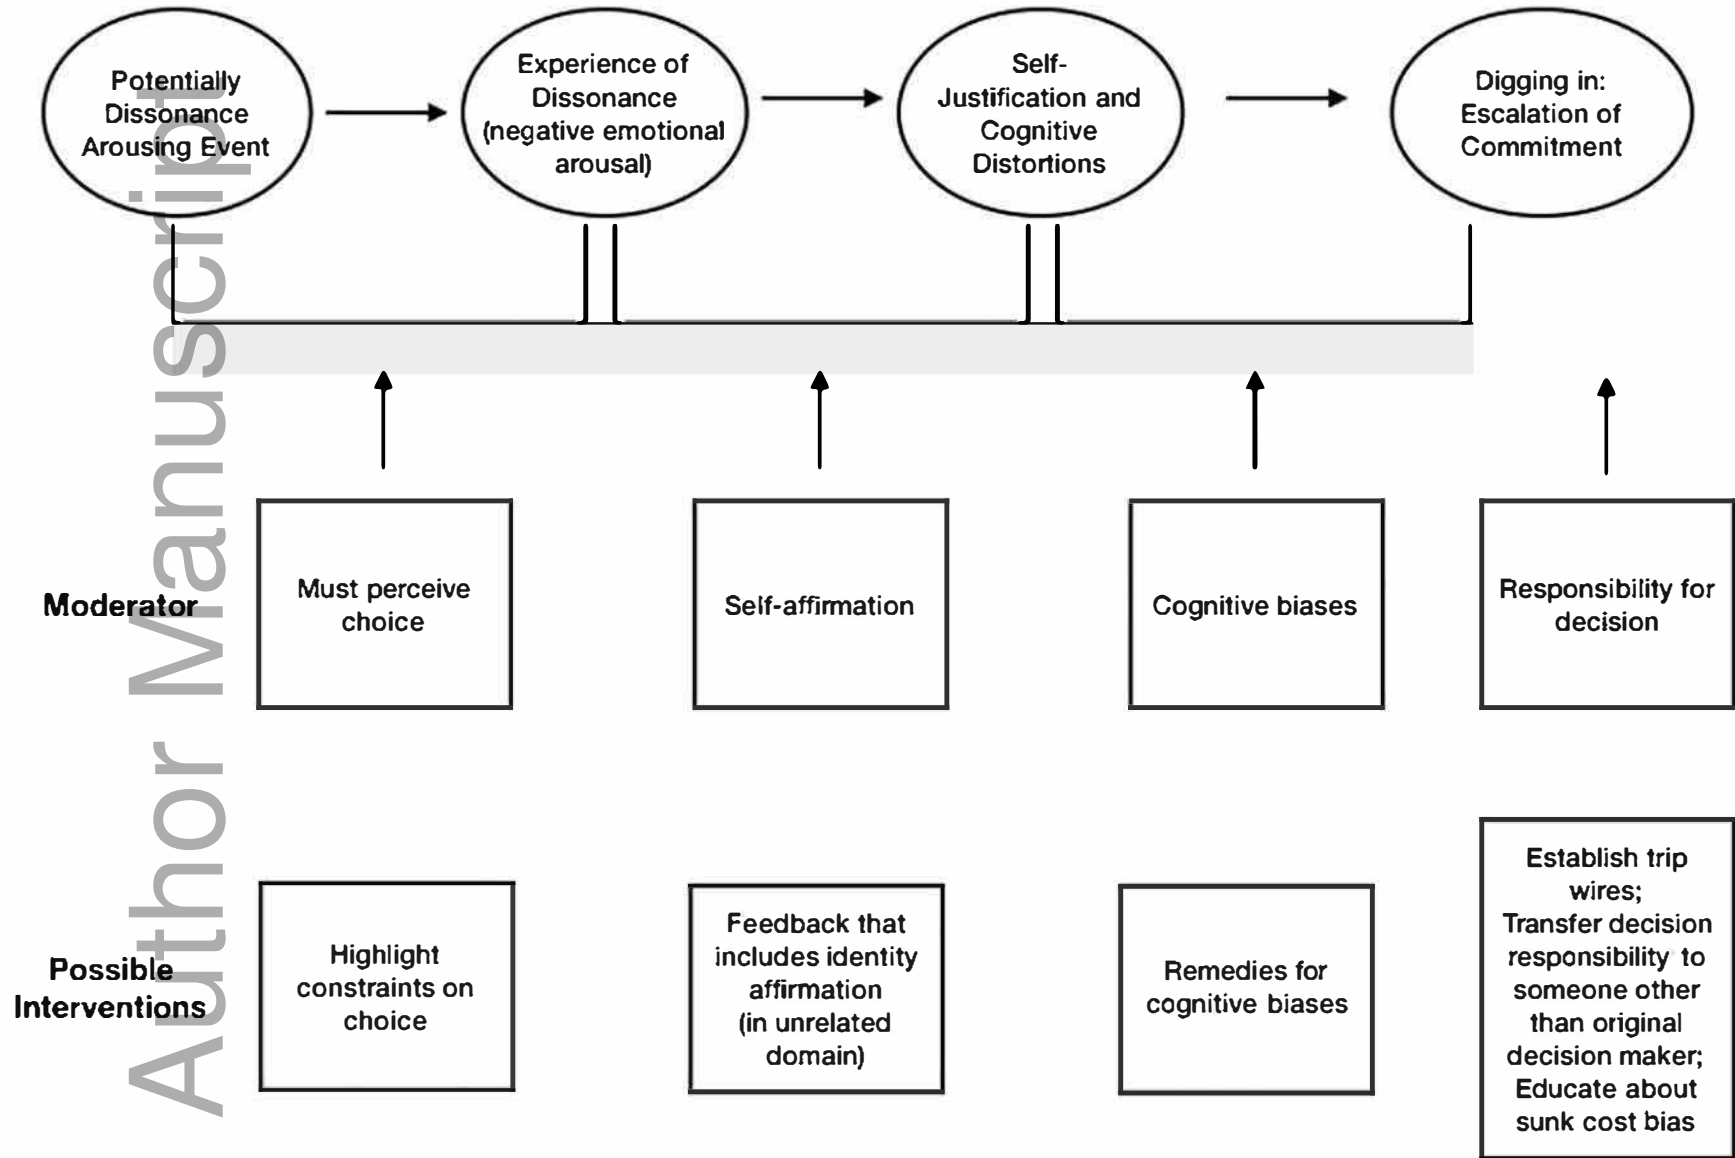 Potentially
Dissonance
Arousing Event
Experience of
Dissonance
(negative emotional
arousal)
Self-
Justification and
Cognitive
Distortions
Digging in:
Escalation of
Commitment
Moderator
Must perceive
choice
Self-affirmation
Cognitive biases
Responsibility for
decision
Possible
Interventions
Highlight
constraints on
choice
Feedback that
includes identity
affirmation
(in unrelated
domain)
Remedies for
cognitive biases
Establish trip
wires;
Transfer decision
responsibility to
someone other
than original
decision maker;
Educate about
sunk cost bias
Author Manuscript